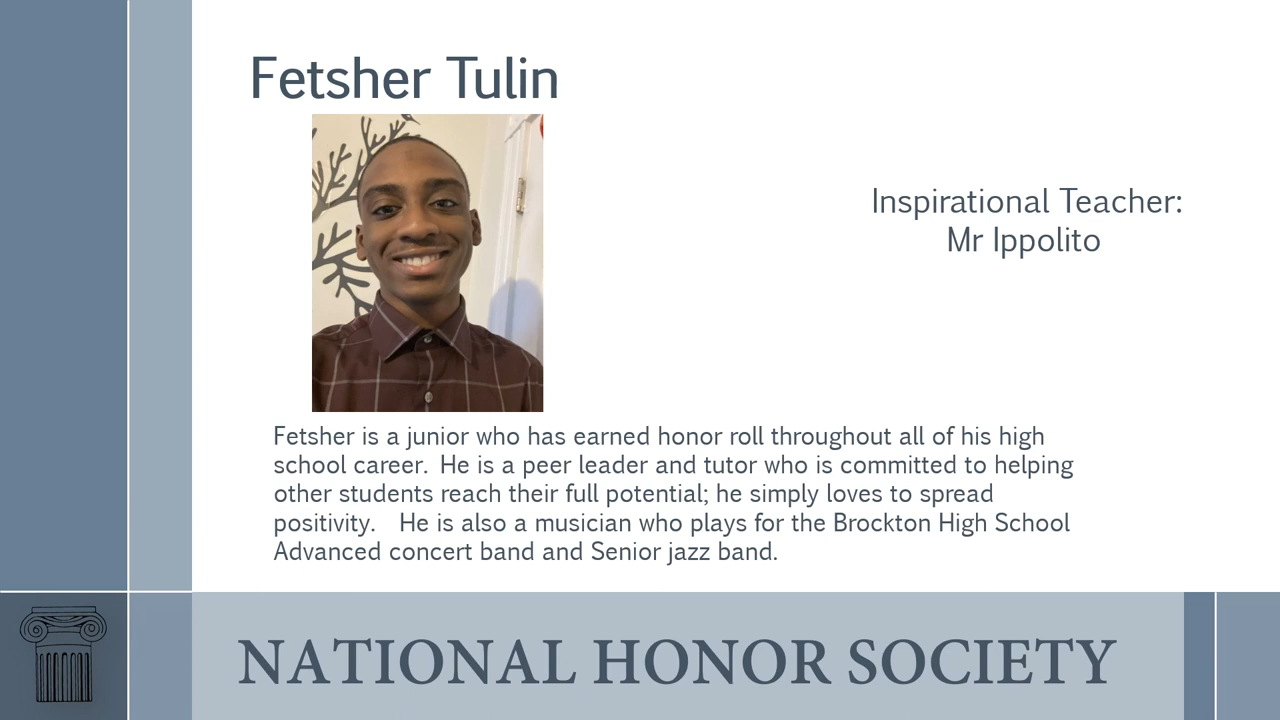 Fetsher Tulin
Inspirational Teacher:
Mr Ippolito
Fetsher is a junior who has earned honor roll throughout all of his high
school career.  He is a peer leader and tutor who is committed to helping
other students reach their full potential; he simply loves to spread
positivity.   He is also a musician who plays for the Brockton High School
Advanced concert band and Senior jazz band.
NATIONAL HONOR SOCIETY